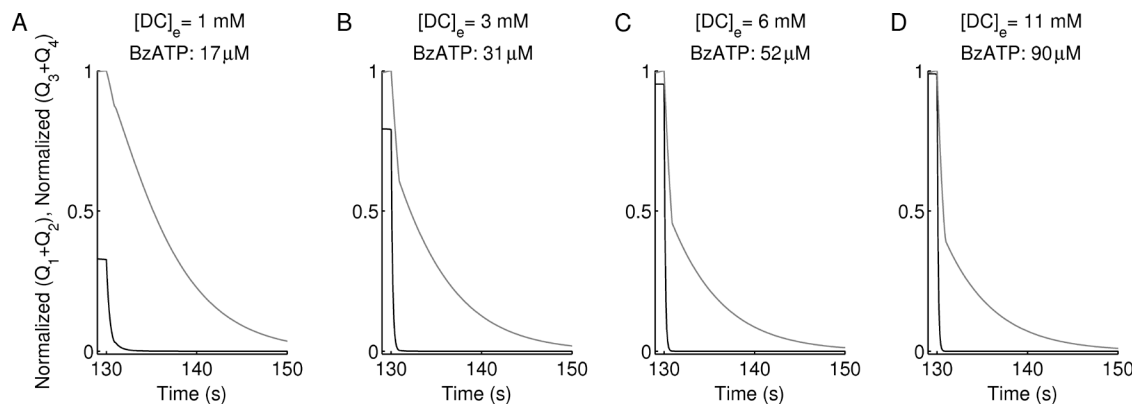 A
[DC]e= 1 mM
BzATP: 17µM
B
[DC]e= 3 mM
BzATP: 31µM
C
[DC]e= 6 mM
BzATP: 52µM
D
[DC]e= 11 mM
BzATP: 90µM
Normalized (Q1+Q2), Normalized (Q3+Q4)
1
0.5
0
130 140 150
Time (s)
1
0.5
0
130 140 150
Time (s)
1
0.5
0
130 140 150
Time (s)
1
0.5
0
130 140 150
Time (s)